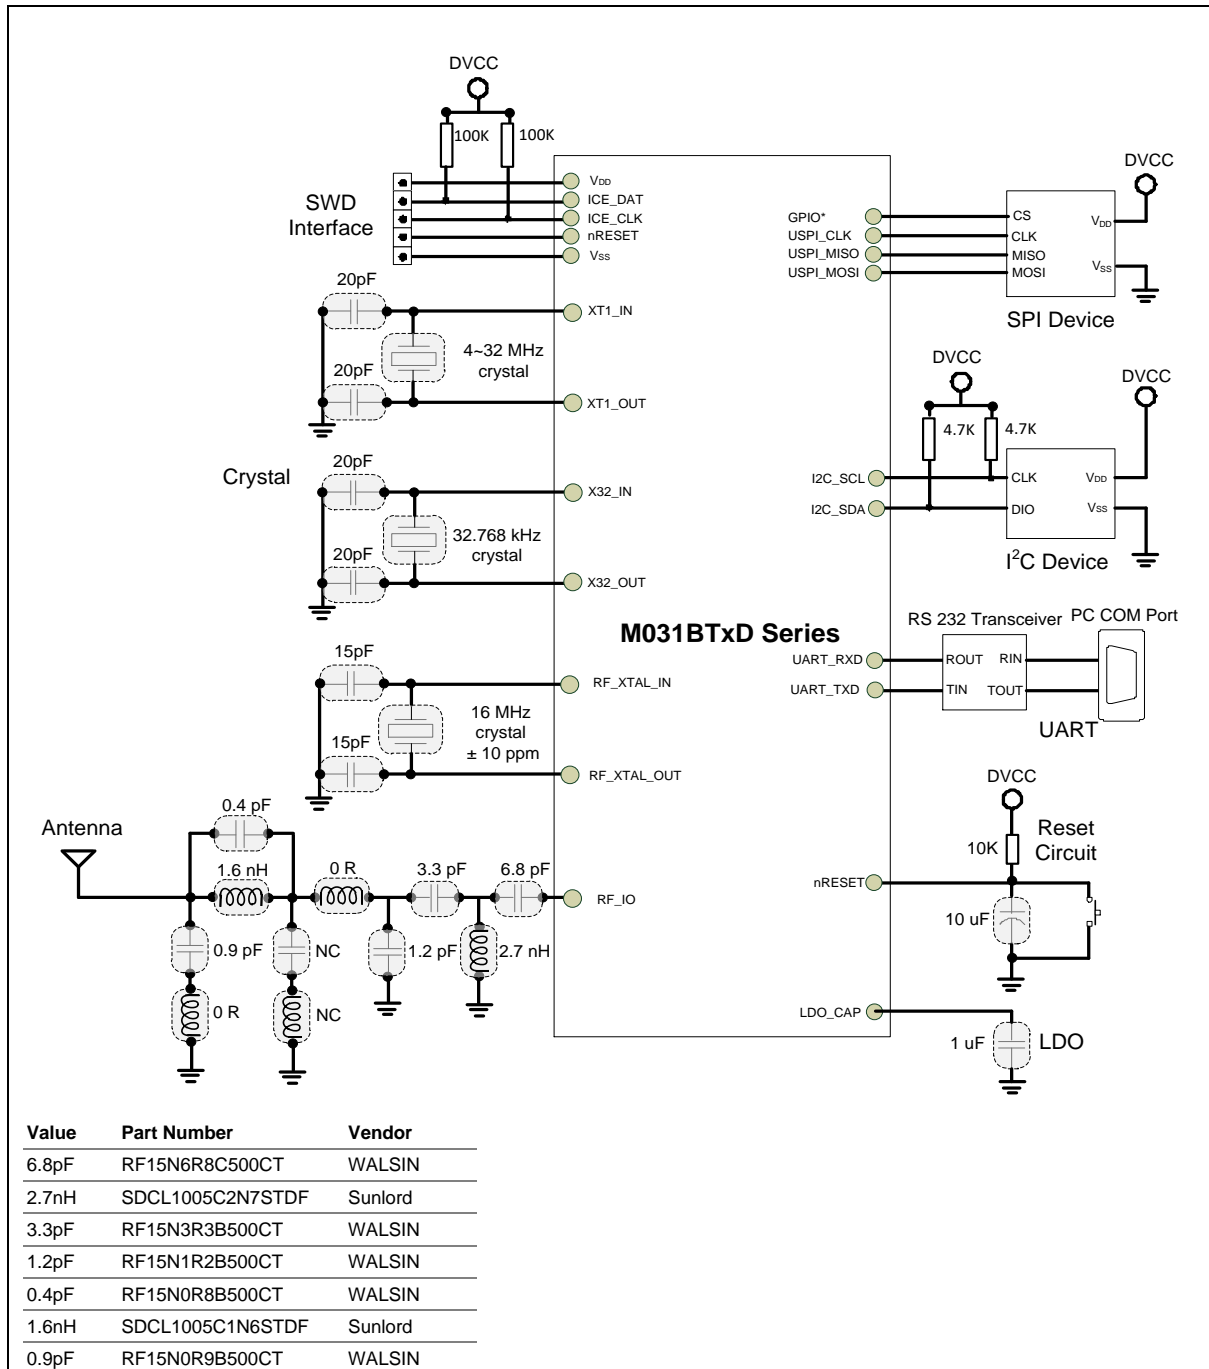 DVCC
100K 100K
SWD
Interface
VDD
ICE_DAT
ICE_CLK
nRESET
VSS
20pF
XT1_IN
4~32 MHz
crystal
20pF
XT1_OUT
Crystal
20pF
X32_IN
32.768 kHz
crystal
20pF
X32_OUT
15pF
RF_XTAL_IN
16 MHz
crystal
± 10 ppm
15pF
RF_XTAL_OUT
Antenna
0.4 pF
1.6 nH
0 R
3.3 pF
6.8 pF
RF_IO
0.9 pF
NC
1.2 pF
2.7 nH
0 R
NC
M031BTxD Series
GPIO*
USPI_CLK
USPI_MISO
USPI_MOSI
CS
CLK
MISO
MOSI
DVCC
VDD
VSS
SPI Device
DVCC
4.7K 4.7K
DVCC
I2C_SCL
I2C_SDA
CLK
DIO
VDD
VSS
I2C Device
RS 232 Transceiver
PC COM Port
UART_RXD
UART_TXD
ROUT RIN
TIN TOUT
UART
DVCC
10K
Reset
Circuit
nRESET
10 uF
LDO_CAP
1 uF
LDO
Value Part Number Vendor
6.8pF RF15N6R8C500CT WALSIN
2.7nH SDCL1005C2N7STDF Sunlord
3.3pF RF15N3R3B500CT WALSIN
1.2pF RF15N1R2B500CT WALSIN
0.4pF RF15N0R8B500CT WALSIN
1.6nH SDCL1005C1N6STDF Sunlord
0.9pF RF15N0R9B500CT WALSIN